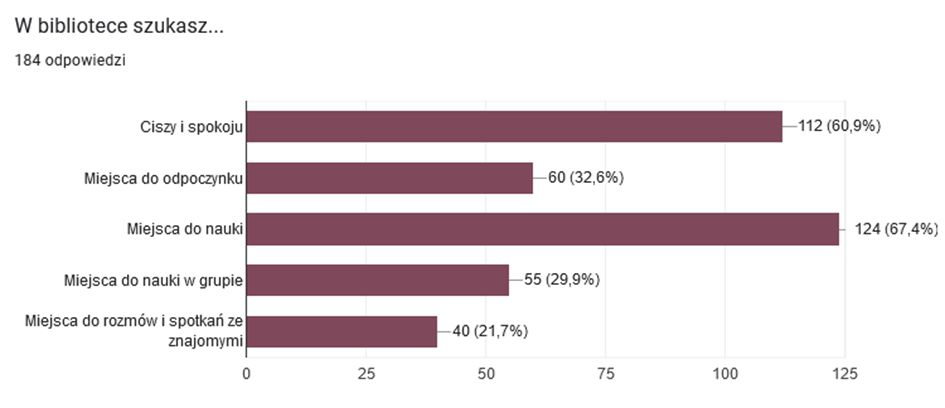 W bibliotece szukasz...
184 odpowiedzi
Ciszy i spokoju
112 (60,9%)
Miejsca do odpoczynku
60 (32,6%)
Miejsca do nauki
124 (67,4%)
Miejsca do nauki w grupie
55 (29,9%)
Miejsca do rozmów i spotkań ze
znajomymi
40 (21,7%)
0 25 50 75 100 125